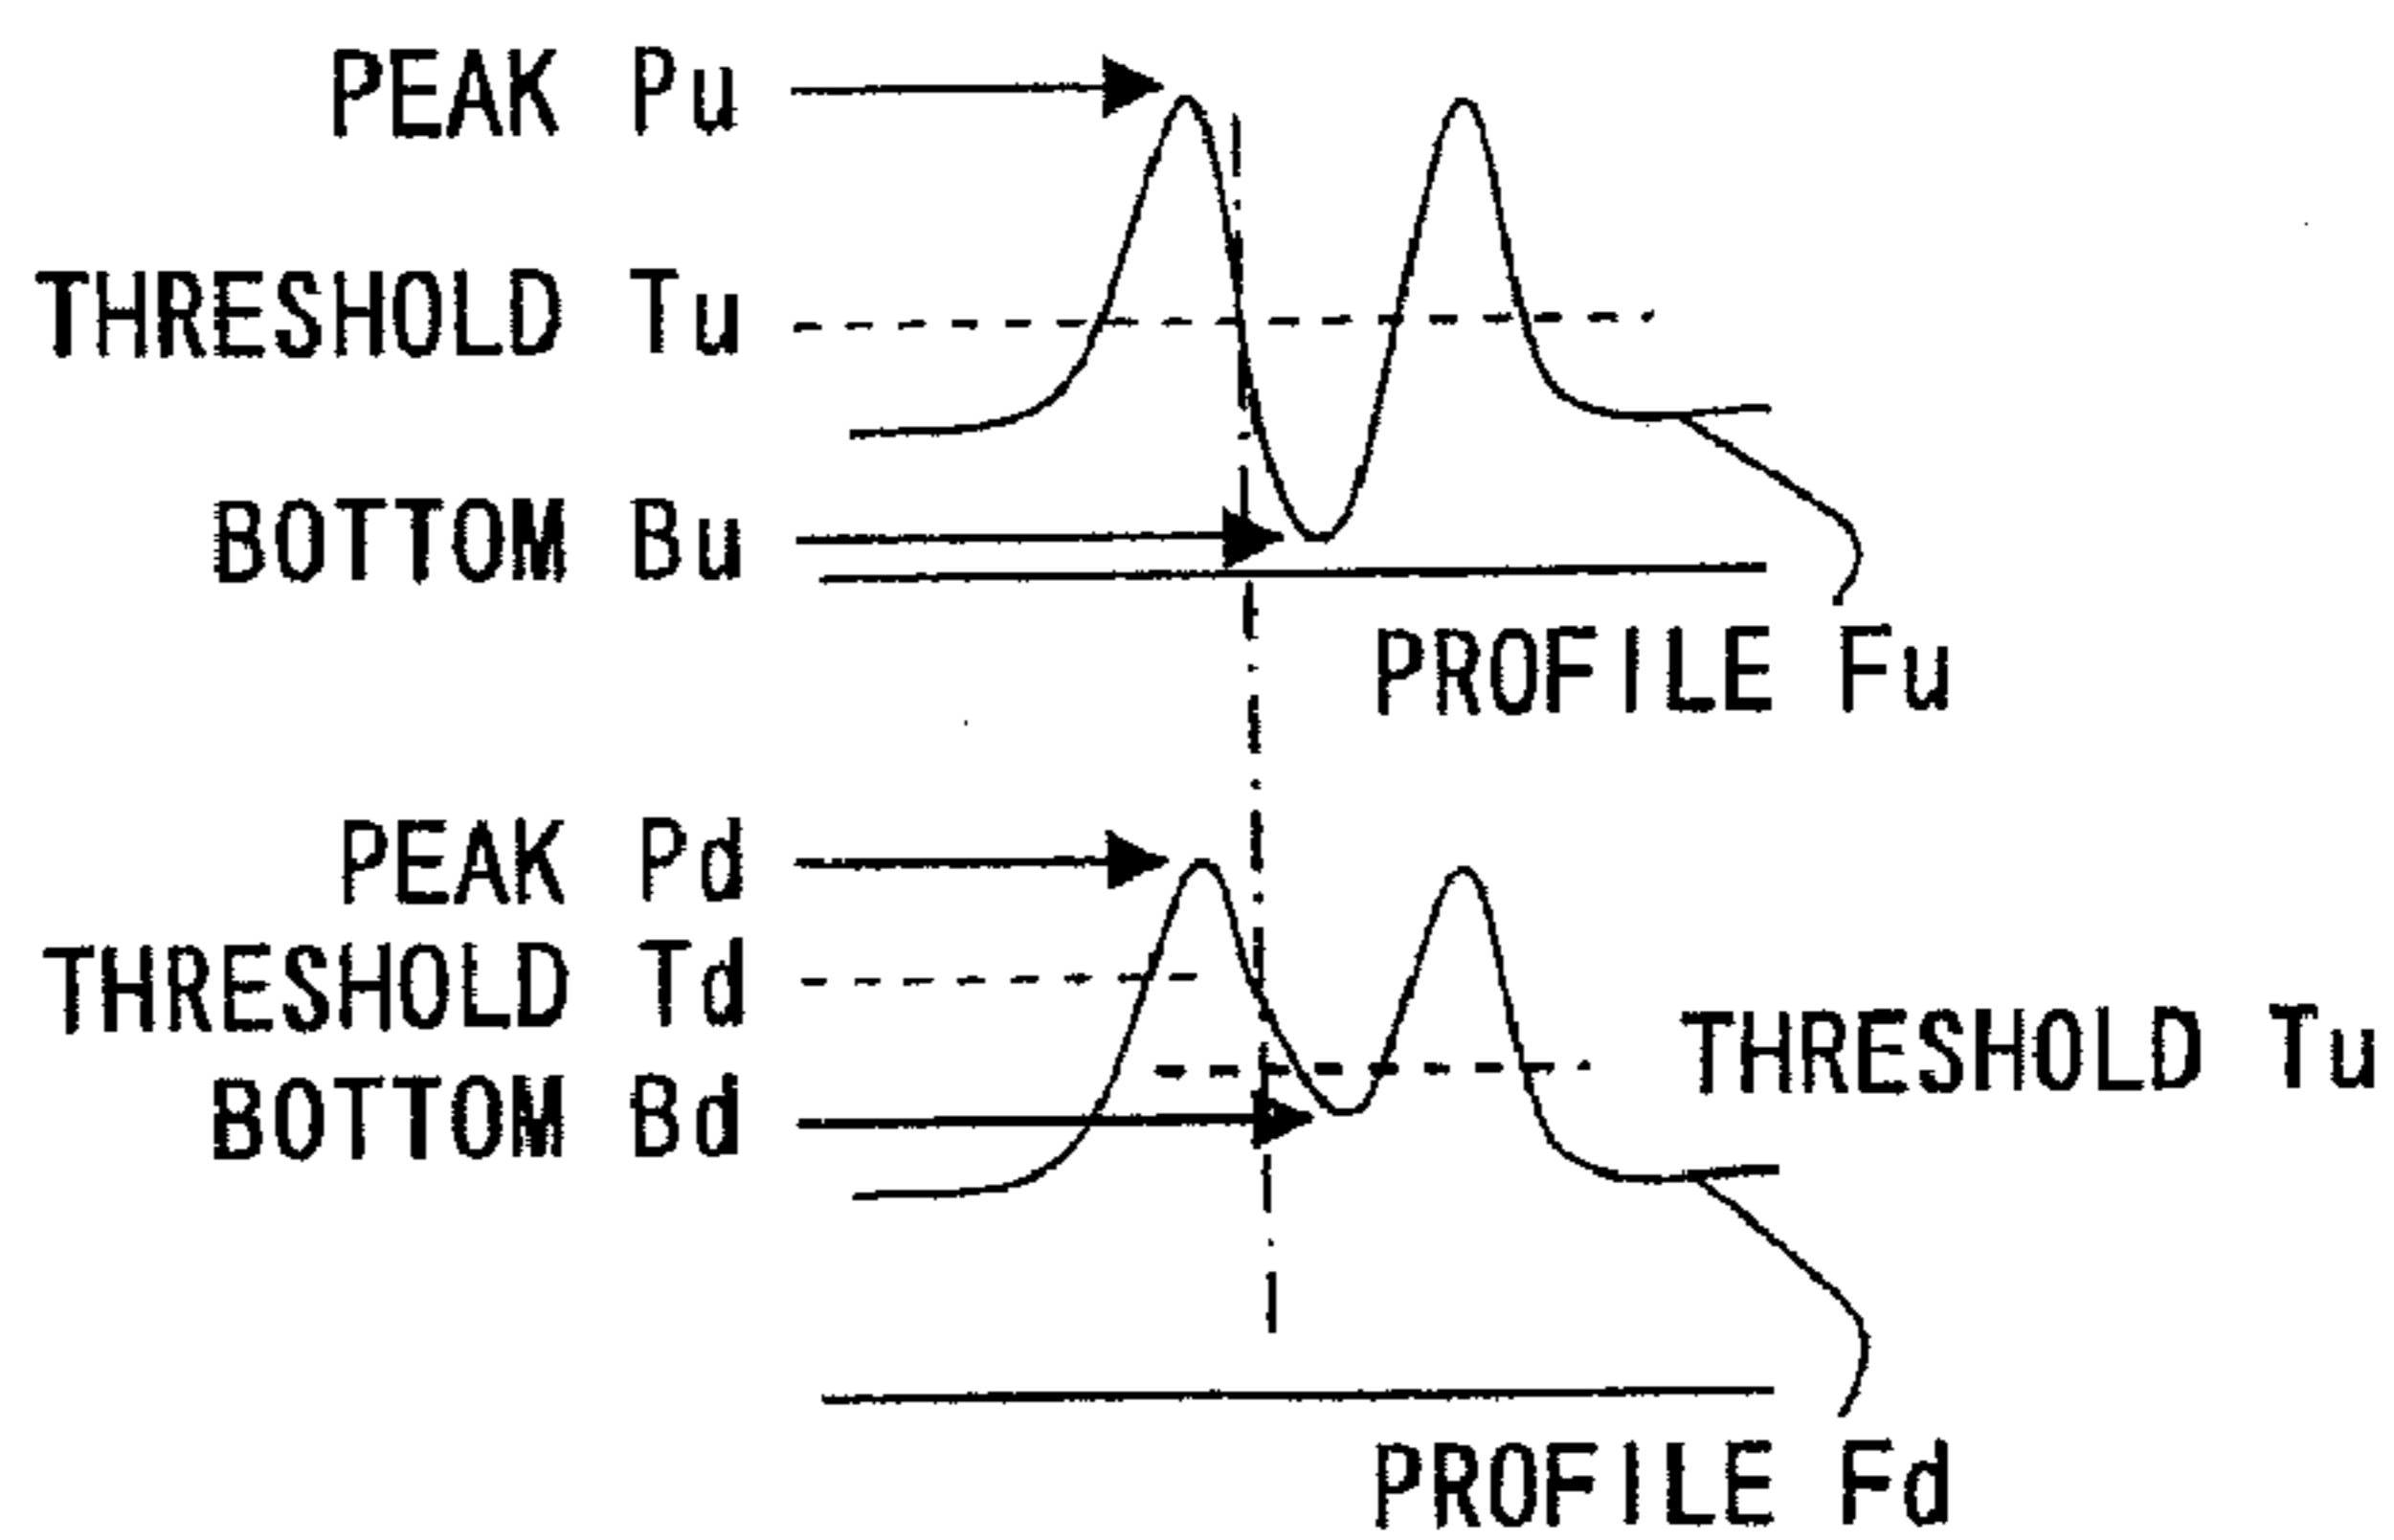 PEAK Pu
THRESHOLD Tu
BOTTOM Bu
PROFILE Fu
PEAK Pd
THRESHOLD Td
THRESHOLD Tu
BOTTOM Bd
PROFILE Fd